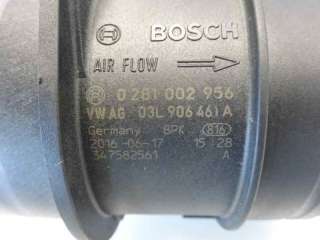 BOSCH
AIR FLOW
0 281 002 956
VW AG 03L 906 461 A
Germany BPK 816
2016-06-17 15:28
347582561 A